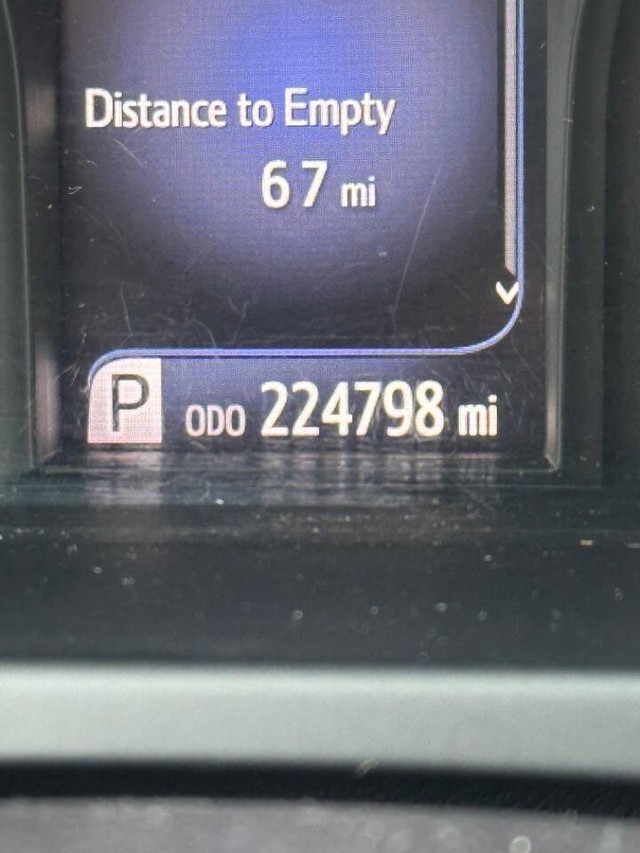 Distance to Empty
67 mi
P ODO 224798 mi